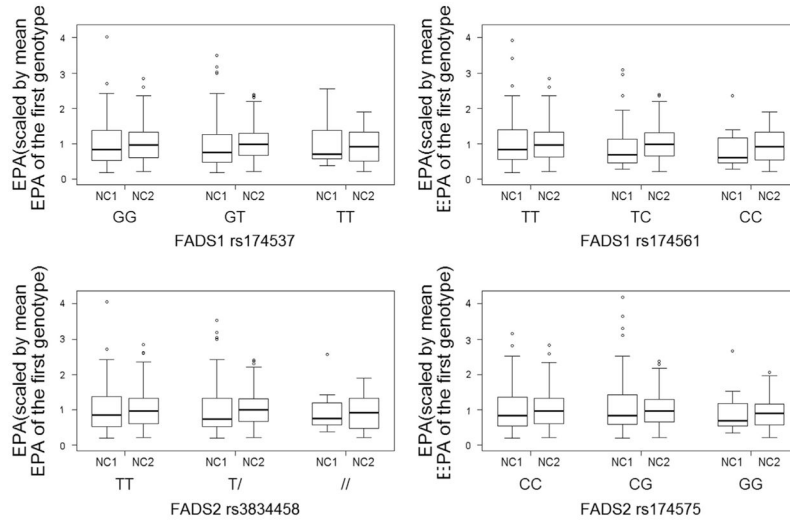 EPA(scaled by mean
EPA of the first genotype
4
3
2
1
0
NC1 NC2 NC1 NC2 NC1 NC2
GG GT TT
FADS1 rs174537
EPA(scaled by mean
EPA of the first genotype
4
3
2
1
0
NC1 NC2 NC1 NC2 NC1 NC2
TT TC CC
FADS1 rs174561
EPA(scaled by mean
EPA of the first genotype)
4
3
2
1
0
NC1 NC2 NC1 NC2 NC1 NC2
TT T/ //
FADS2 rs3834458
EPA(scaled by mean
EPA of the first genotype)
4
3
2
1
0
NC1 NC2 NC1 NC2 NC1 NC2
CC CG GG
FADS2 rs174575